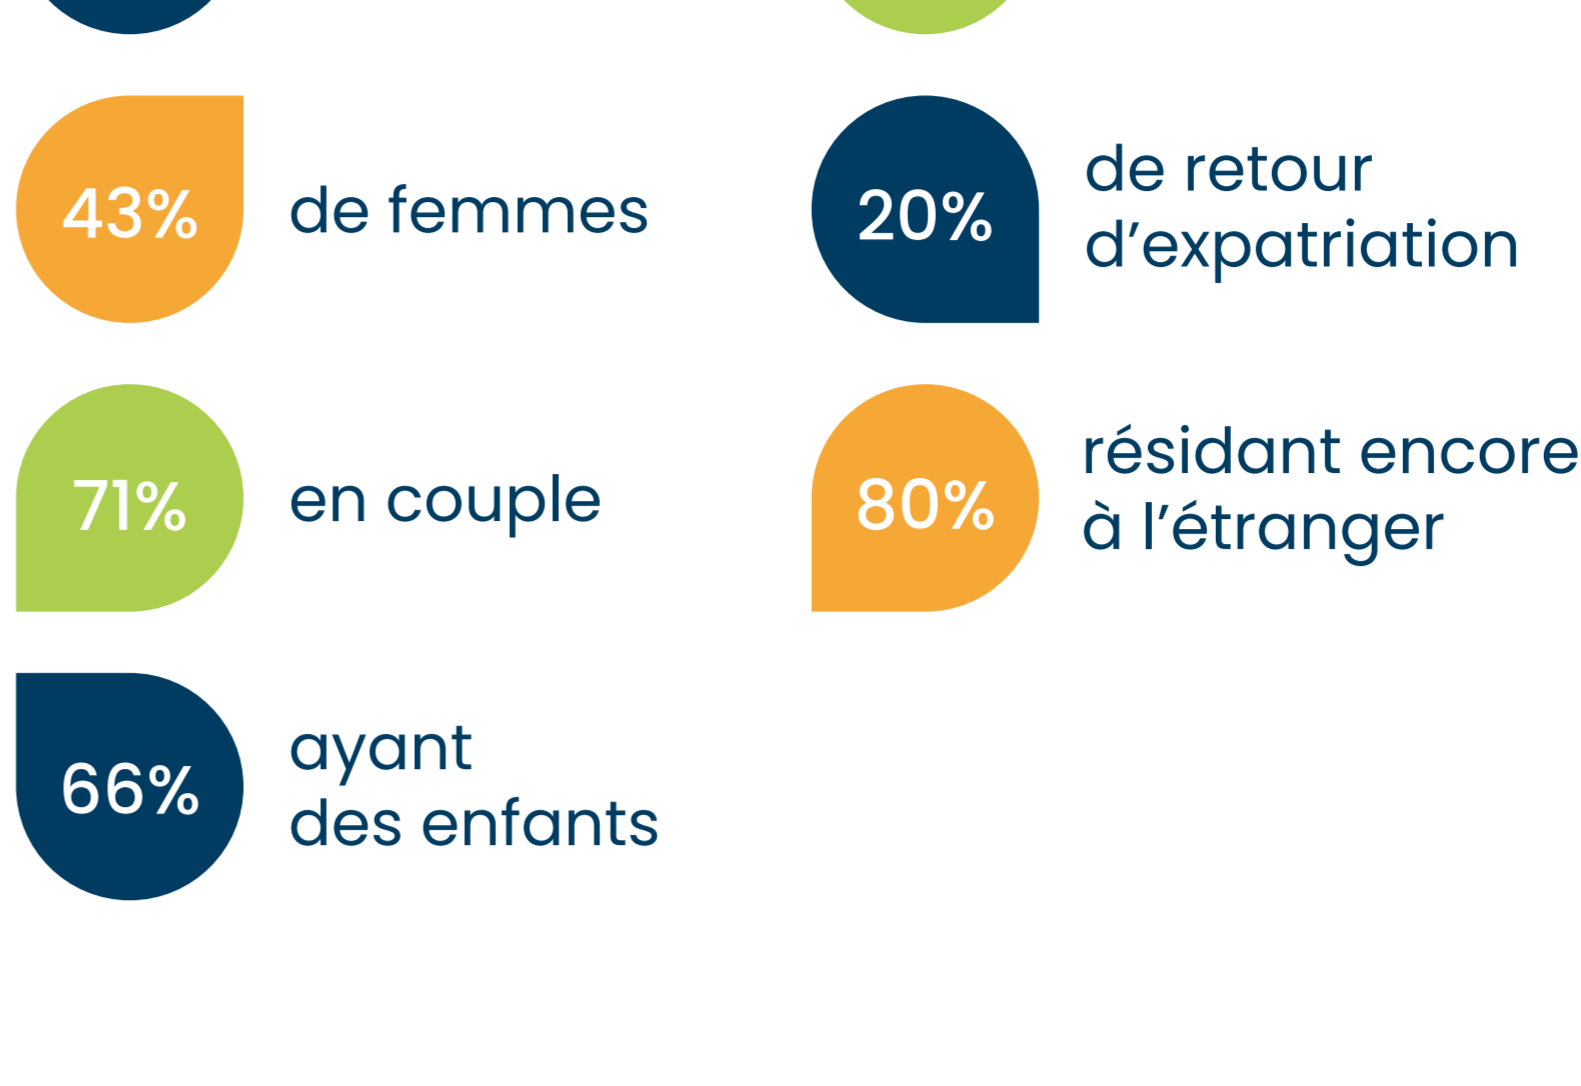 43%
de femmes
71%
en couple
66%
ayant
des enfants
20%
de retour
d’expatriation
80%
résidant encore
à l’étranger